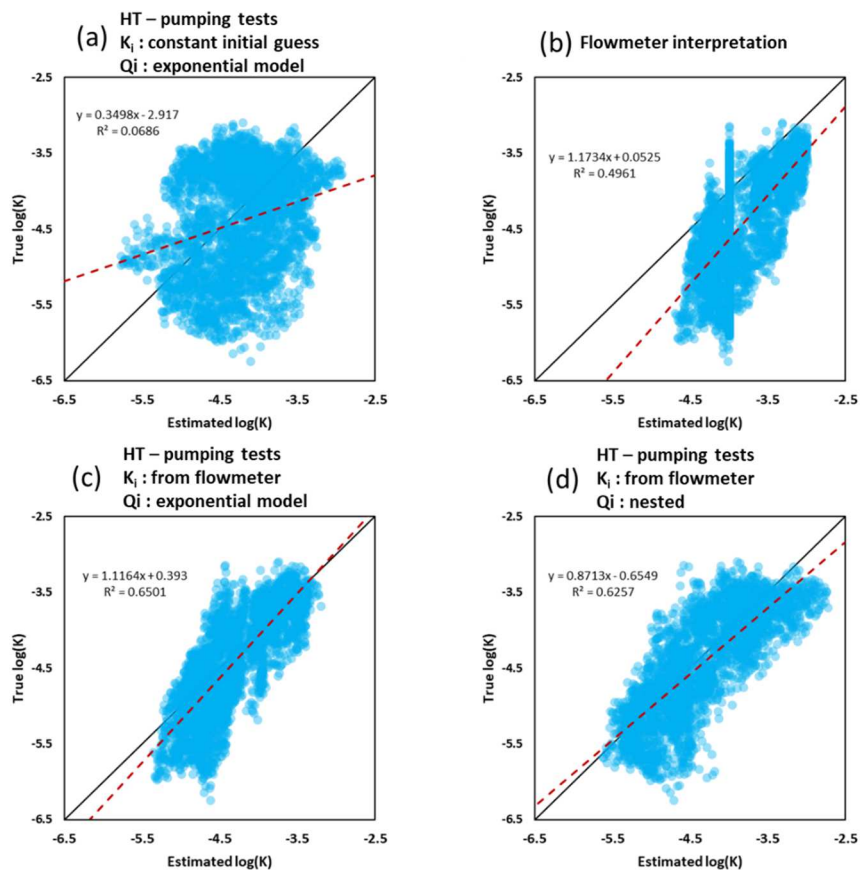 (a)
HT – pumping tests
Ki : constant initial guess
Qi : exponential model
-2.5
y = 0.3498x - 2.917
R² = 0.0686
-3.5
True log(K)
-4.5
-5.5
-6.5
-6.5 -5.5 -4.5 -3.5 -2.5
Estimated log(K)
(b)
Flowmeter interpretation
-2.5
y = 1.1734x + 0.0525
R² = 0.4961
-3.5
True log(K)
-4.5
-5.5
-6.5
-6.5 -5.5 -4.5 -3.5 -2.5
Estimated log(K)
(c)
HT – pumping tests
Ki : from flowmeter
Qi : exponential model
-2.5
y = 1.1164x + 0.393
R² = 0.6501
-3.5
True log(K)
-4.5
-5.5
-6.5
-6.5 -5.5 -4.5 -3.5 -2.5
Estimated log(K)
(d)
HT – pumping tests
Ki : from flowmeter
Qi : nested
-2.5
y = 0.8713x - 0.6549
R² = 0.6257
-3.5
True log(K)
-4.5
-5.5
-6.5
-6.5 -5.5 -4.5 -3.5 -2.5
Estimated log(K)